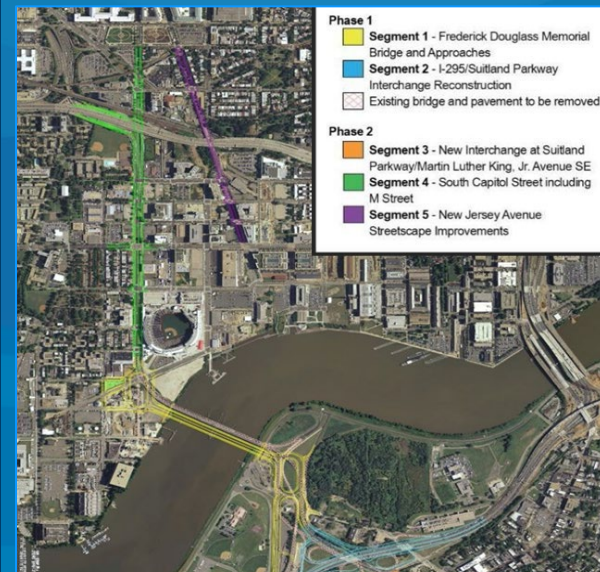 Phase 1
Segment 1 - Frederick Douglass Memorial
Bridge and Approaches
Segment 2 - I-295/Suitland Parkway
Interchange Reconstruction
Existing bridge and pavement to be removed
Phase 2
Segment 3 - New Interchange at Suitland
Parkway/Martin Luther King, Jr. Avenue SE
Segment 4 - South Capitol Street including
M Street
Segment 5 - New Jersey Avenue
Streetscape Improvements